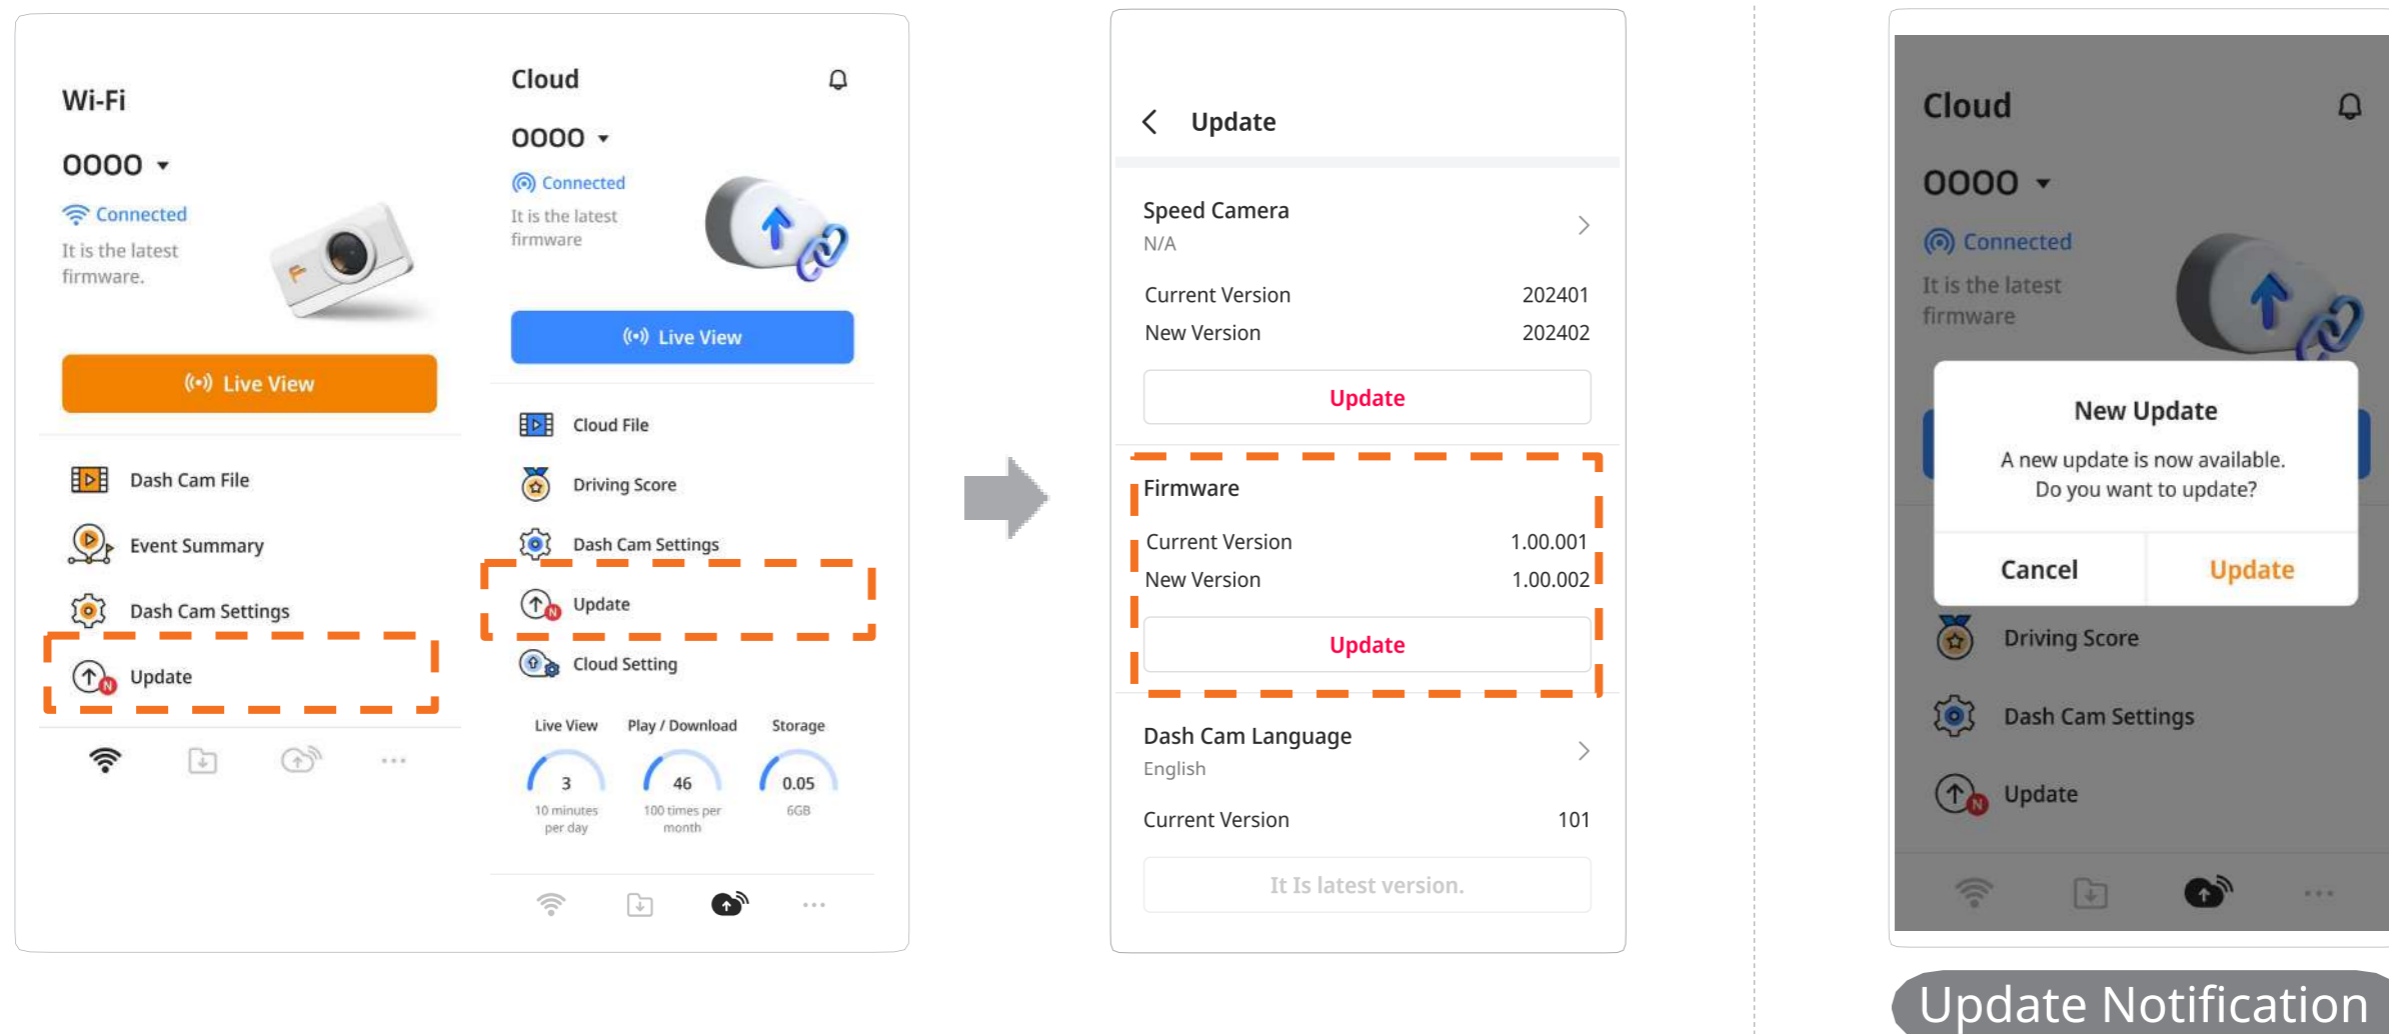 Wi-Fi
OOOO
Connected
It is the latest
firmware.
F
Live View
Dash Cam File
Event Summary
Dash Cam Settings
N
Update
Cloud
OOOO
Connected
It is the latest
firmware
Live View
Cloud File
Driving Score
Dash Cam Settings
N
Update
Cloud Setting
Live View Play / Download Storage
3 46 0.05
10 minutes 100 times per 6GB
per day month
Update
Speed Camera
N/A
Current Version 202401
New Version 202402
Update
Firmware
Current Version 1.00.001
New Version 1.00.002
Update
Dash Cam Language
English
Current Version 101
It Is latest version.
Cloud
OOOO
Connected
It is the latest
firmware
New Update
A new update is now available.
Do you want to update?
Cancel Update
Driving Score
Dash Cam Settings
N
Update
Update Notification